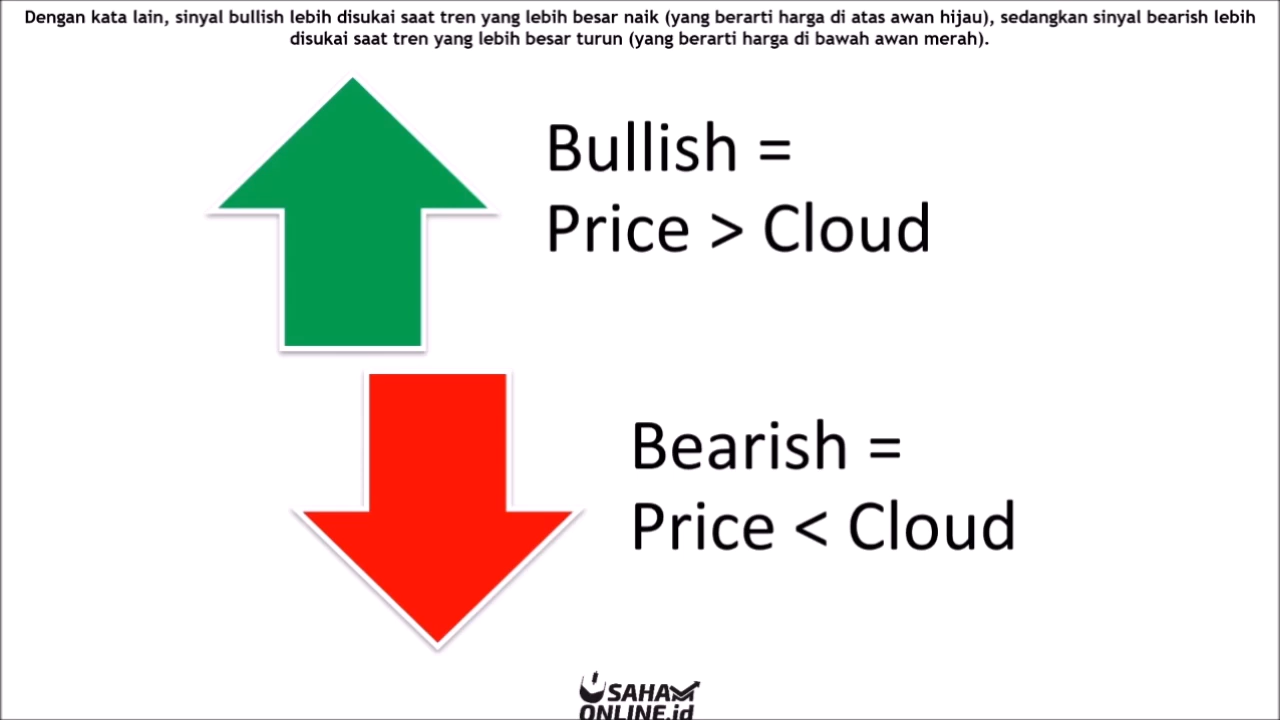 Dengan kata lain, sinyal bullish lebih disukai saat tren yang lebih besar naik (yang berarti harga di atas awan hijau), sedangkan sinyal bearish lebih
disukai saat tren yang lebih besar turun (yang berarti harga di bawah awan merah).
Bullish =
Price > Cloud
Bearish =
Price < Cloud
SAHAM
ONLINE.id